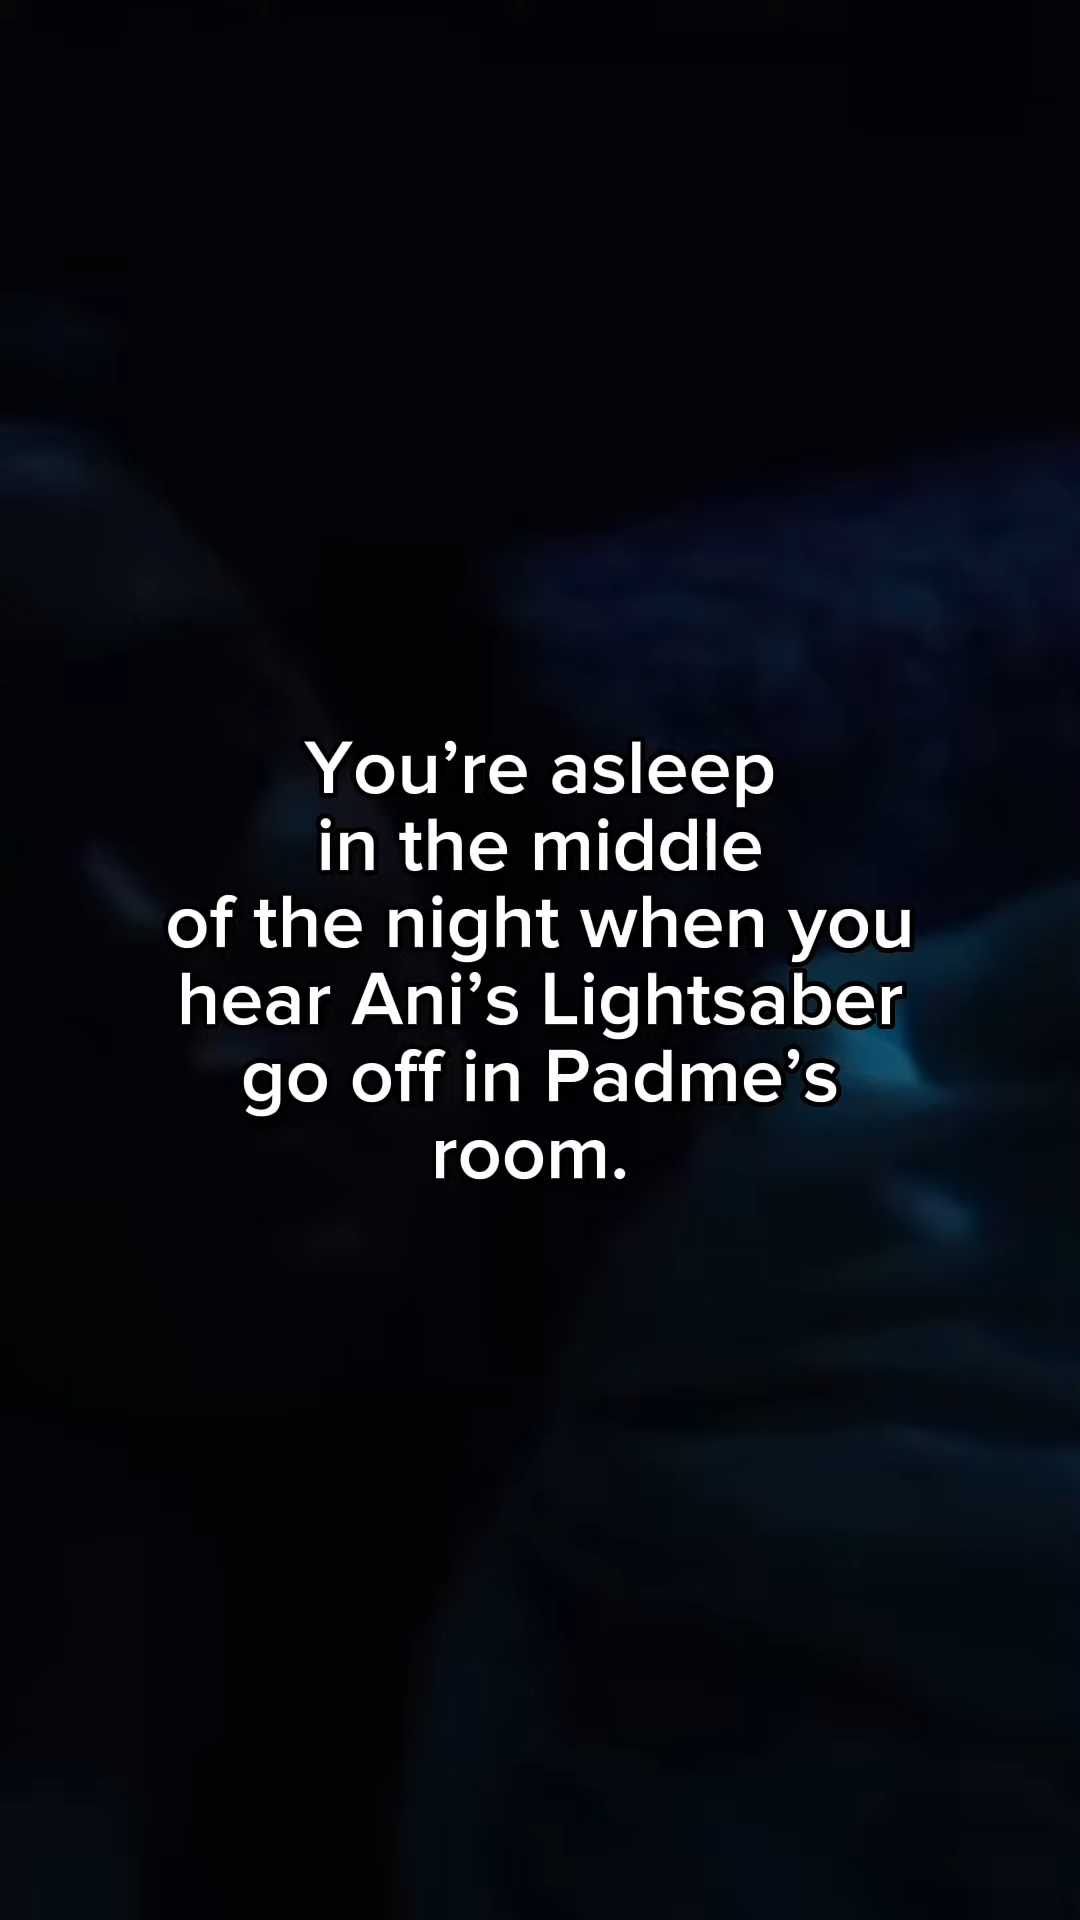 You’re asleep
in the middle
of the night when you
hear Ani’s Lightsaber
go off in Padme’s
room.